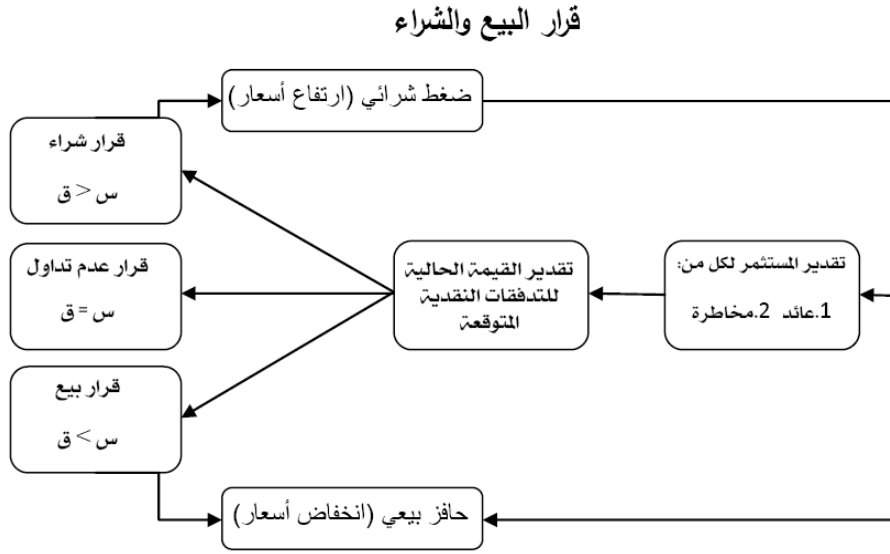 قرار البيع والشراء
ضغط شرائي (ارتفاع أسعار)
قرار شراء
س < ق
تقدير المستثمر لكل من:
1.عائد 2.مخاطرة
تقدير القيمة الحالية
للتدفقات النقدية
المتوقعة
قرار عدم تداول
س = ق
قرار بيع
س > ق
حافز بيعي (انخفاض أسعار)